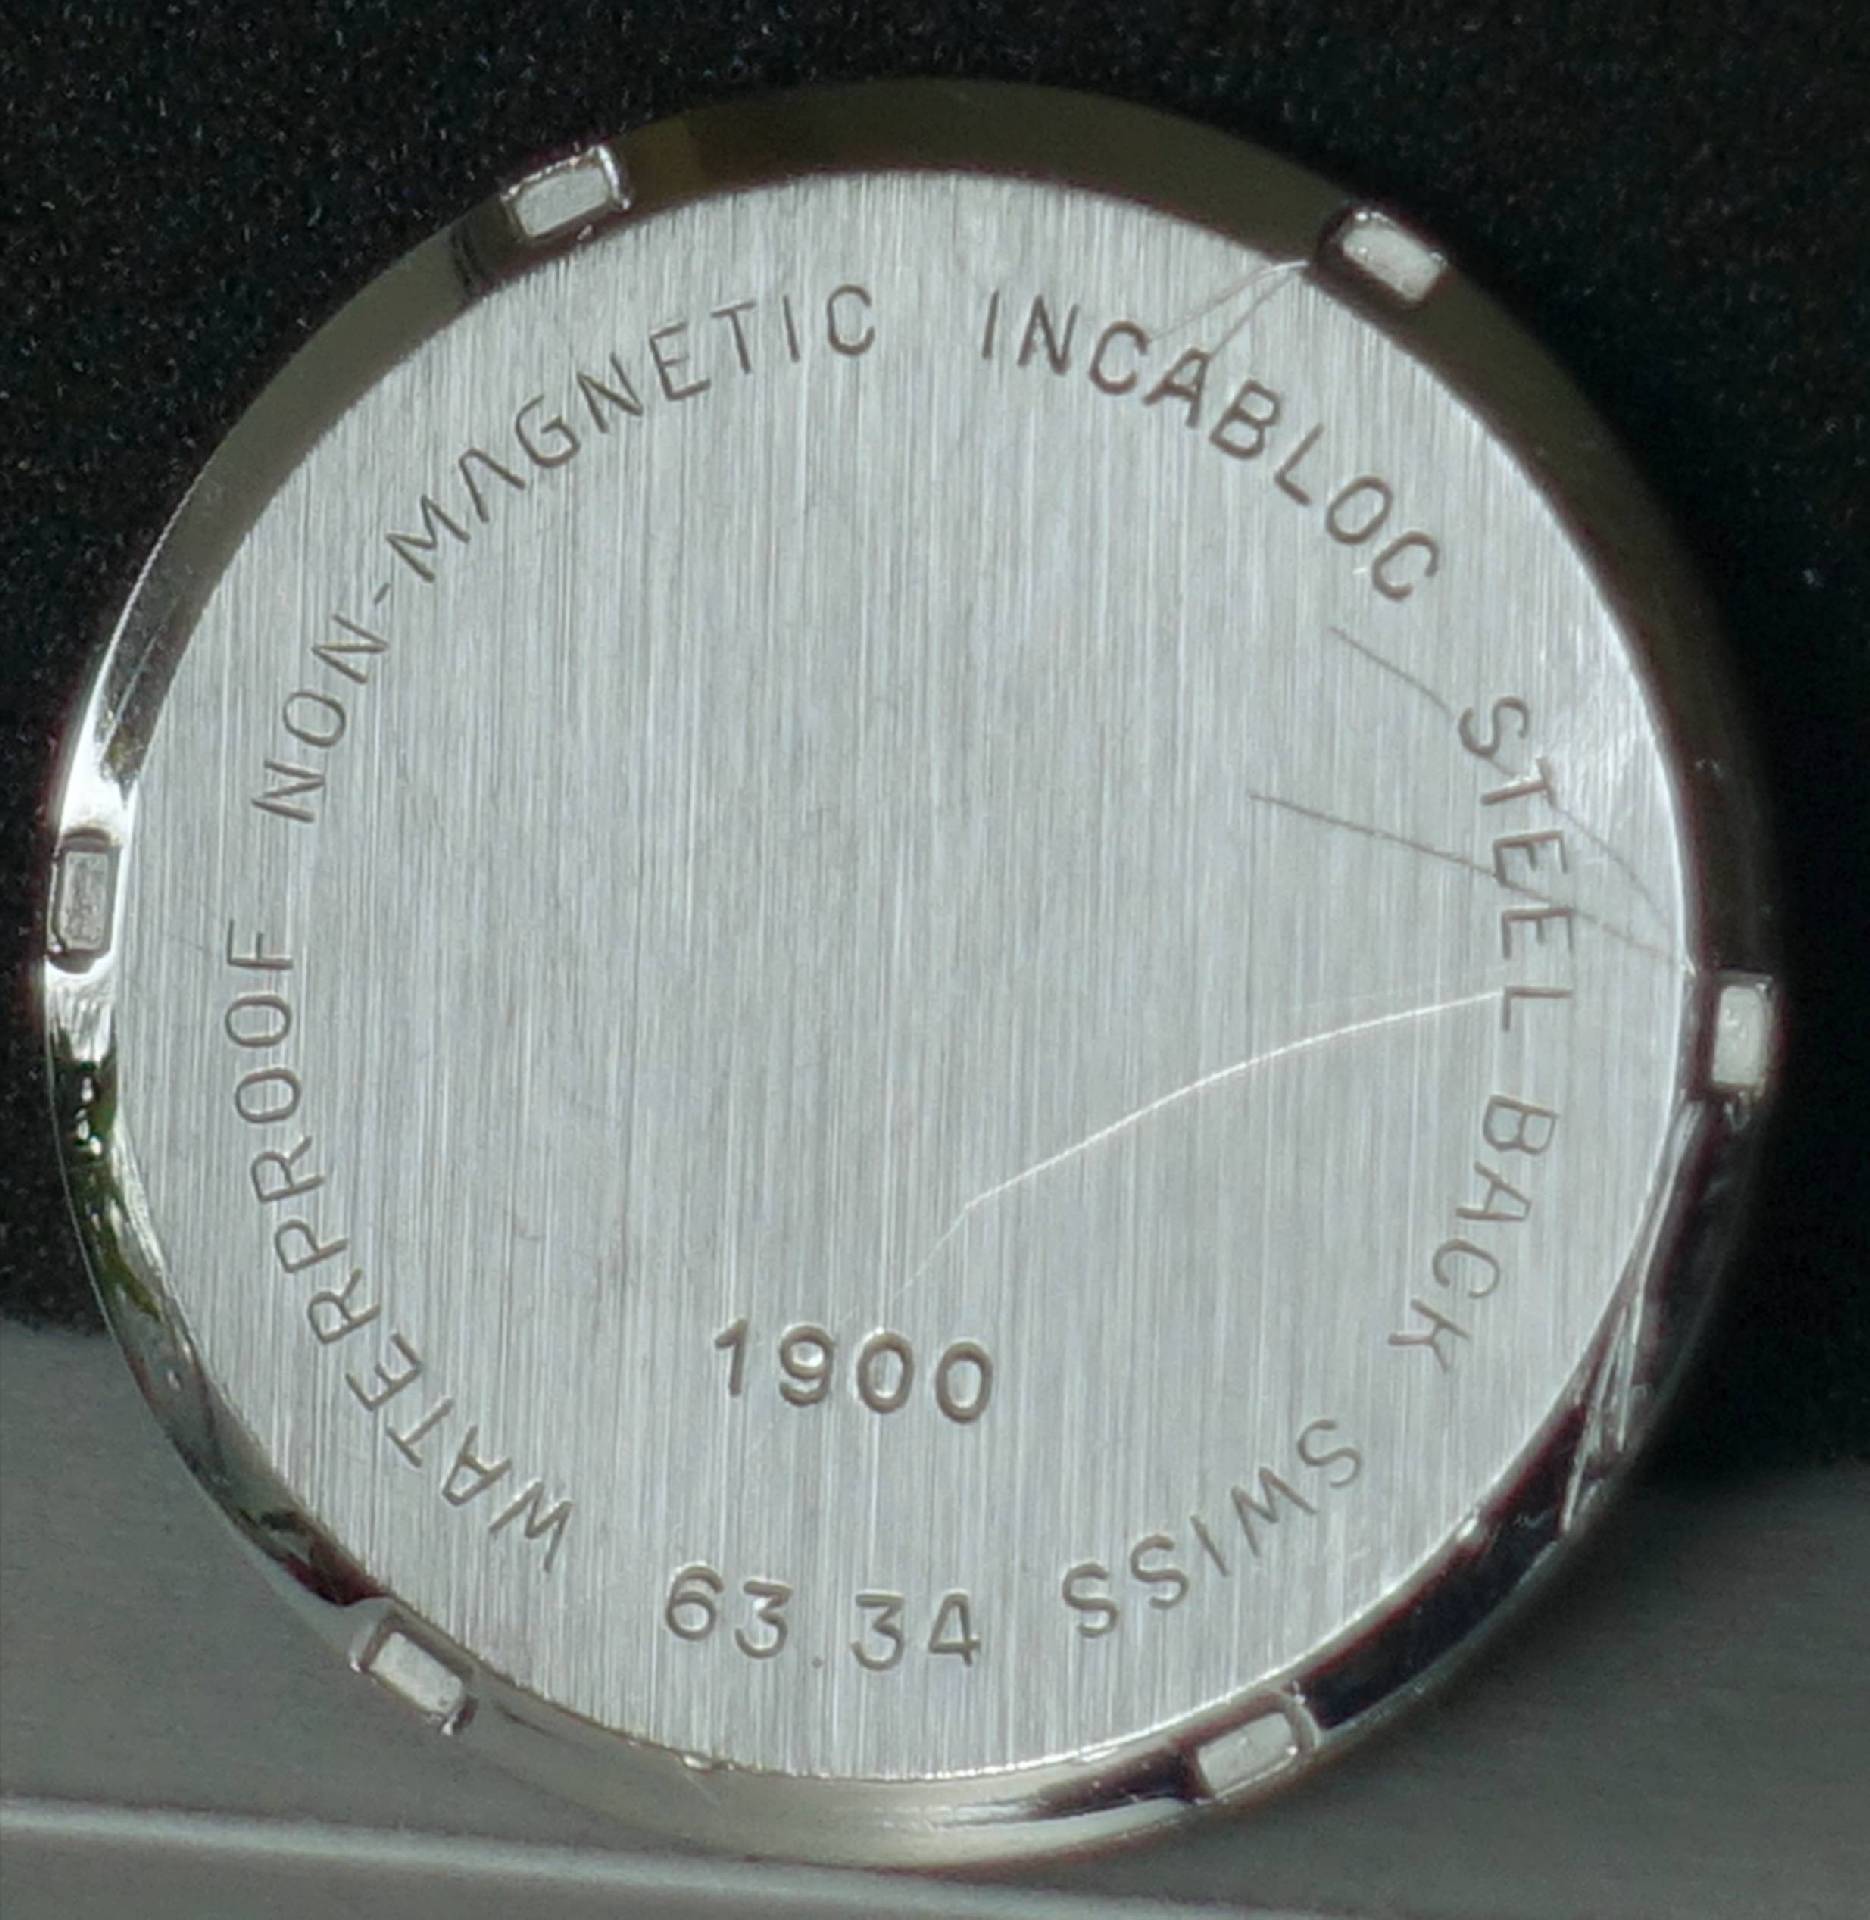 WATERPROOF NON-MAGNETIC INCABLOC STEEL BACK SWISS
1900
63.34